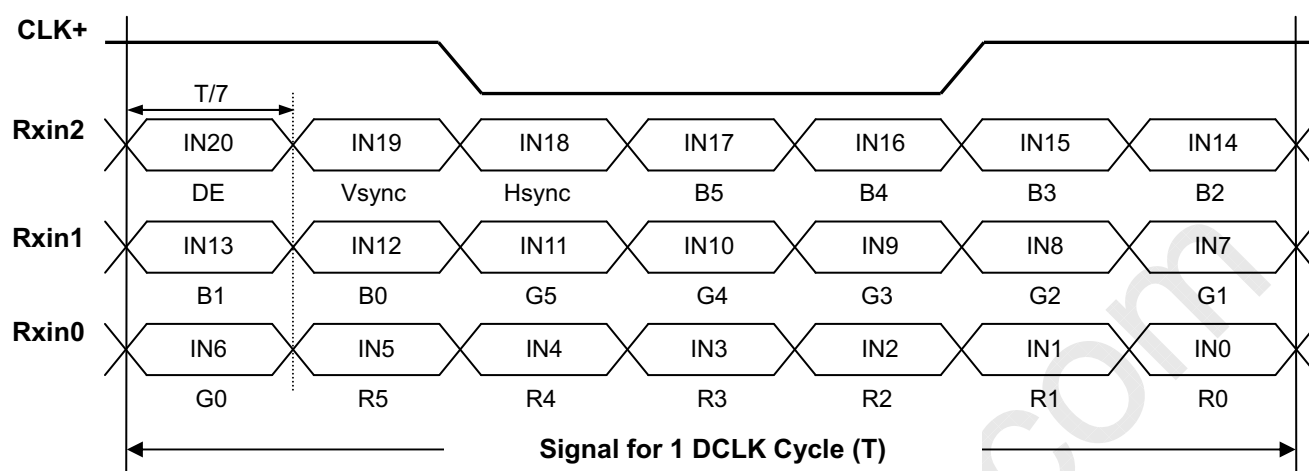 CLK+
T/7
Rxin2
IN20 IN19 IN18 IN17 IN16 IN15 IN14
DE Vsync Hsync B5 B4 B3 B2
Rxin1
IN13 IN12 IN11 IN10 IN9 IN8 IN7
B1 B0 G5 G4 G3 G2 G1
Rxin0
IN6 IN5 IN4 IN3 IN2 IN1 IN0
G0 R5 R4 R3 R2 R1 R0
Signal for 1 DCLK Cycle (T)
com